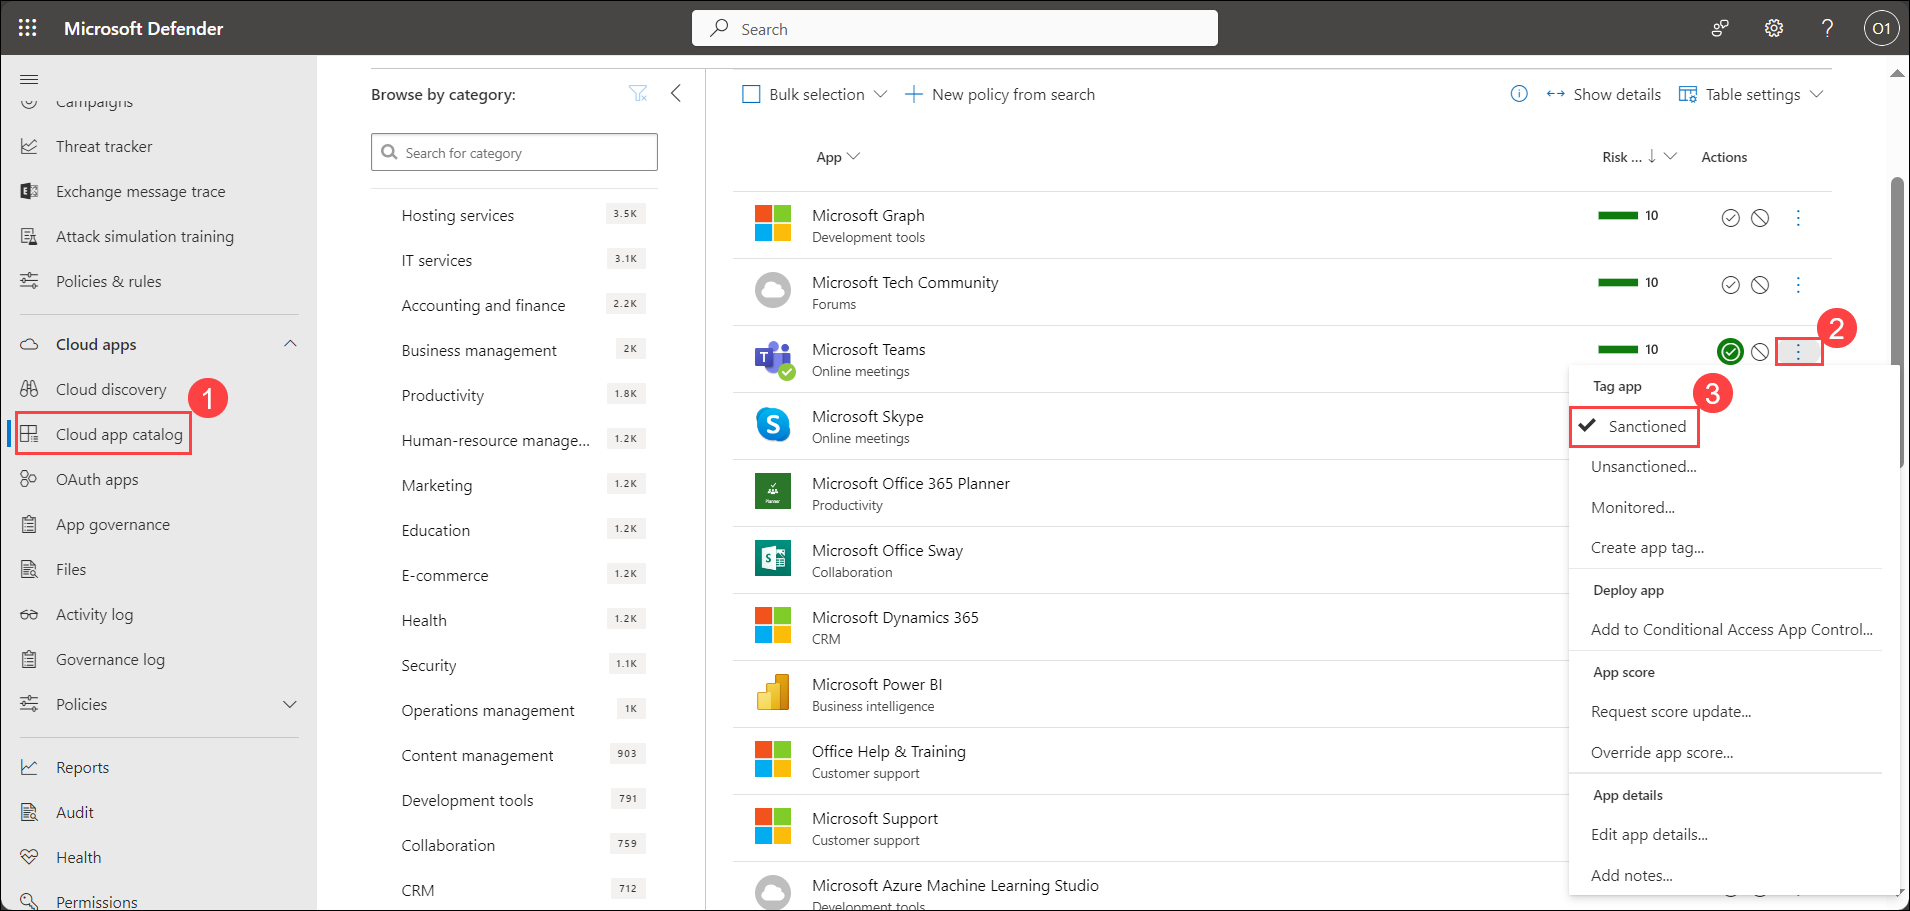 Microsoft Defender
Search
O1
Campaigns
Threat tracker
Exchange message trace
Attack simulation training
Policies & rules
Cloud apps
Cloud discovery
1
Cloud app catalog
OAuth apps
App governance
Files
Activity log
Governance log
Policies
Reports
Audit
Health
Permissions
Browse by category:
Search for category
Hosting services 3.5K
IT services 3.1K
Accounting and finance 2.2K
Business management 2K
Productivity 1.8K
Human-resource manage... 1.2K
Marketing 1.2K
Education 1.2K
E-commerce 1.2K
Health 1.2K
Security 1.1K
Operations management 1K
Content management 903
Development tools 791
Collaboration 759
CRM 712
Bulk selection
New policy from search
Show details
Table settings
App
Risk ...
Actions
Microsoft Graph
Development tools
10
Microsoft Tech Community
Forums
10
Microsoft Teams
Online meetings
10
2
Microsoft Skype
Online meetings
Microsoft Office 365 Planner
Productivity
Planner
Microsoft Office Sway
Collaboration
Microsoft Dynamics 365
CRM
Microsoft Power BI
Business intelligence
Office Help & Training
Customer support
Microsoft Support
Customer support
Microsoft Azure Machine Learning Studio
Development tools
Tag app
3
Sanctioned
Unsanctioned...
Monitored...
Create app tag...
Deploy app
Add to Conditional Access App Control...
App score
Request score update...
Override app score...
App details
Edit app details...
Add notes...